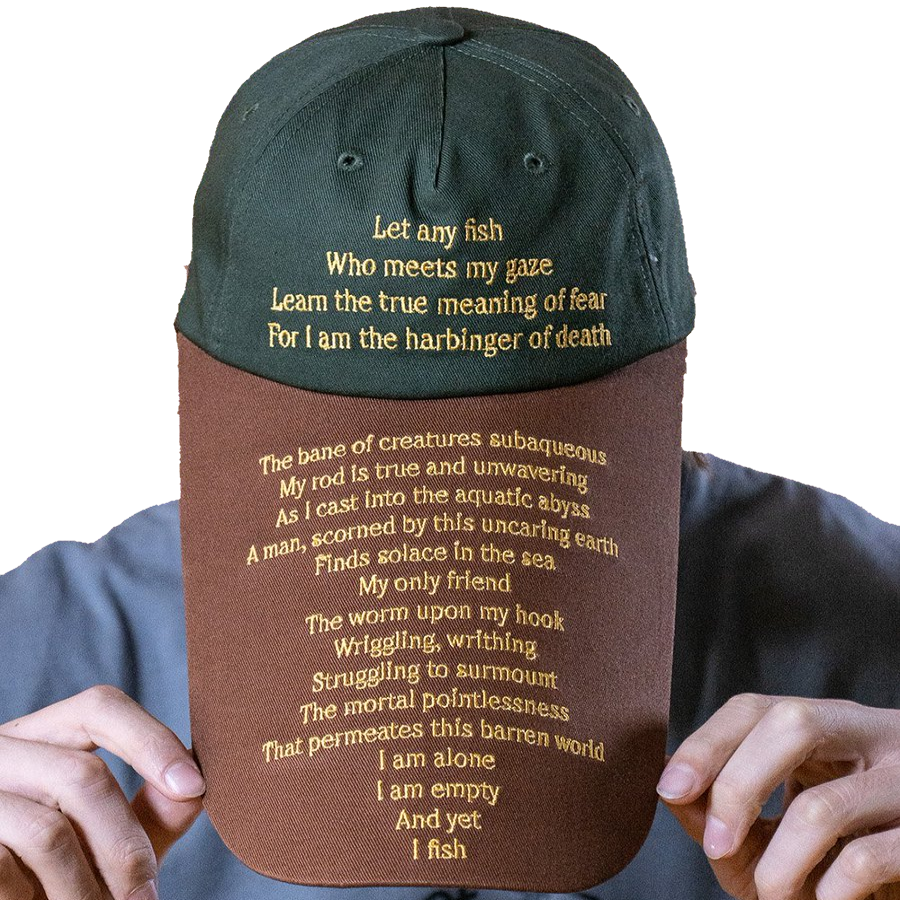 Let any fish
Who meets my gaze
Learn the true meaning of fear
For I am the harbinger of death
The bane of creatures subaqueous
My rod is true and unwavering
As I cast into the aquatic abyss
A man, scorned by this uncaring earth
Finds solace in the sea
My only friend
The worm upon my hook
Wriggling, writhing
Struggling to surmount
The mortal pointlessness
That permeates this barren world
I am alone
I am empty
And yet
I fish